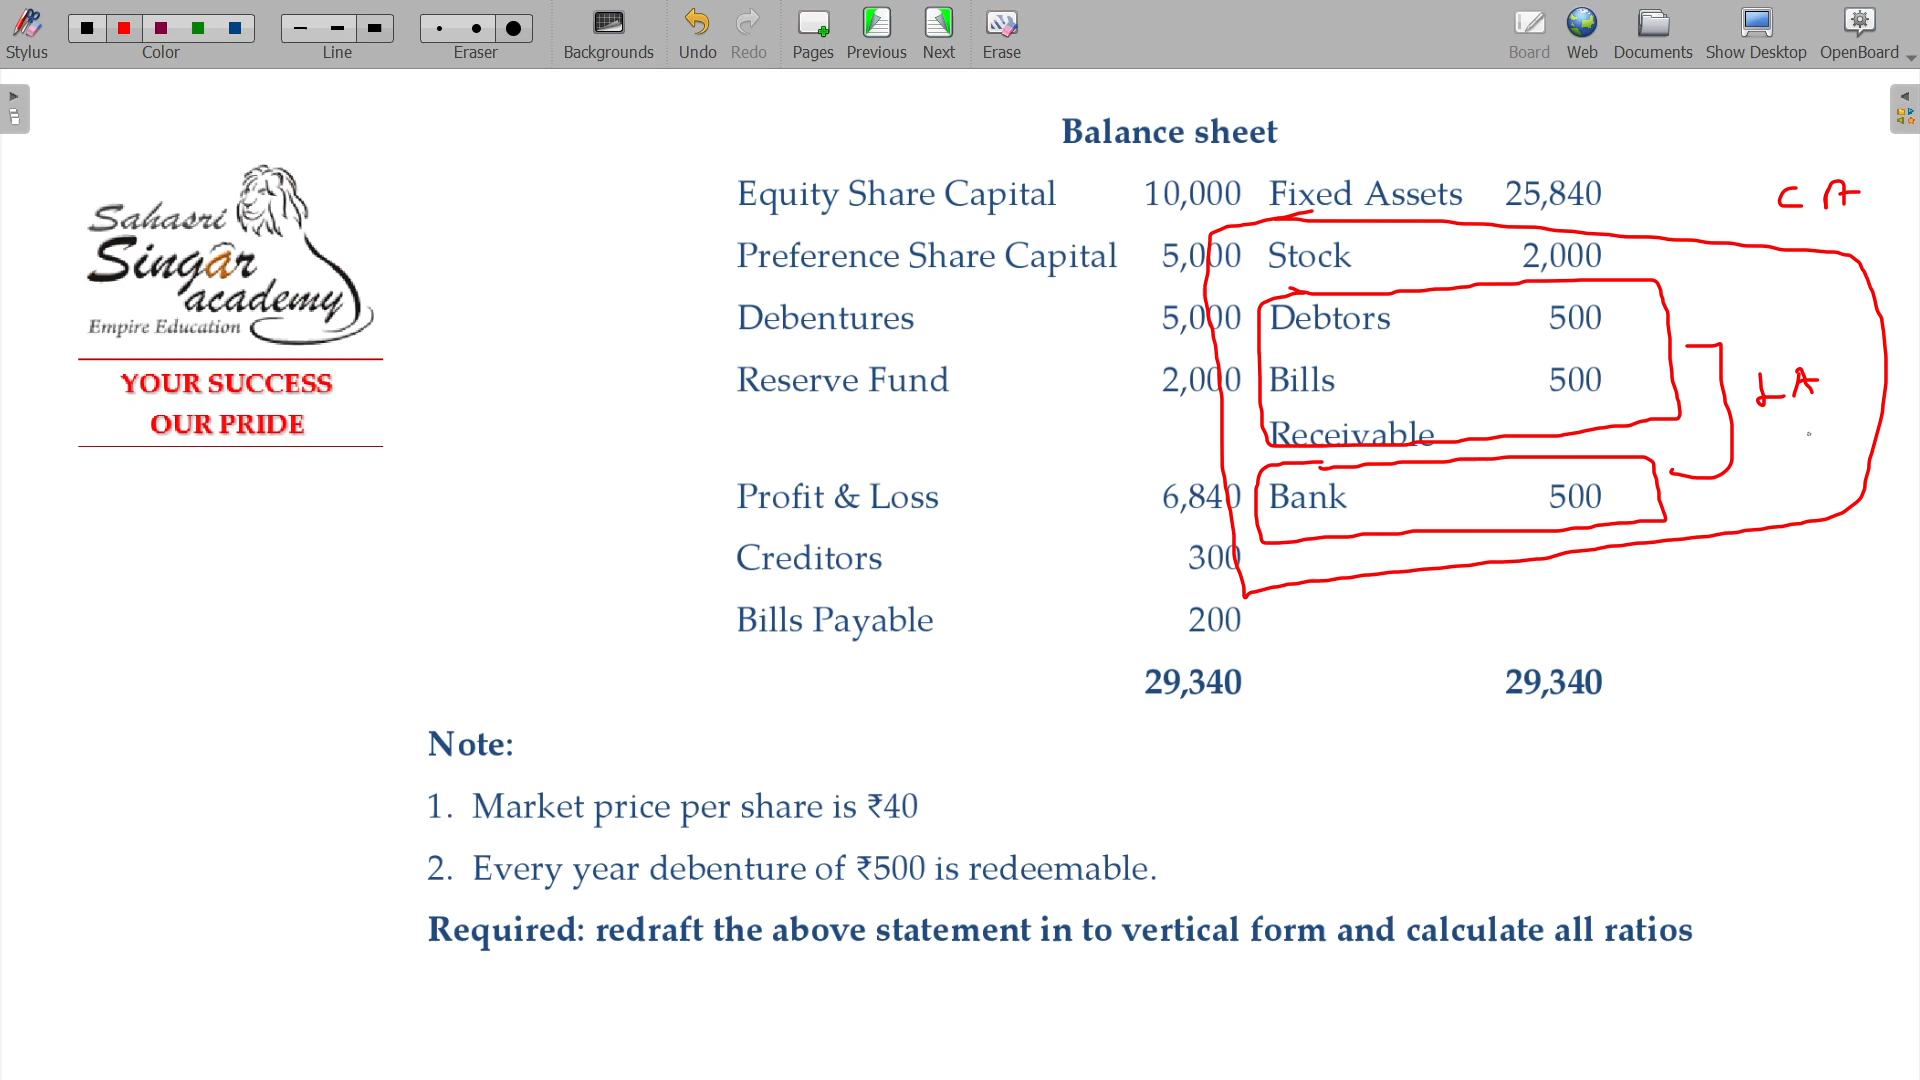 Stylus Color Line Eraser Backgrounds Undo Redo Pages Previous Next Erase Board Web Documents Show Desktop OpenBoard
Sahasri
Singar
academy
Empire Education
YOUR SUCCESS
OUR PRIDE
Balance sheet
Equity Share Capital 10,000 Fixed Assets 25,840
Preference Share Capital 5,000 Stock 2,000
Debentures 5,000 Debtors 500
Reserve Fund 2,000 Bills 500
Receivable
Profit & Loss 6,840 Bank 500
Creditors 300
Bills Payable 200
29,340 29,340
CA
LA
Note:
1. Market price per share is ₹40
2. Every year debenture of ₹500 is redeemable.
Required: redraft the above statement in to vertical form and calculate all ratios